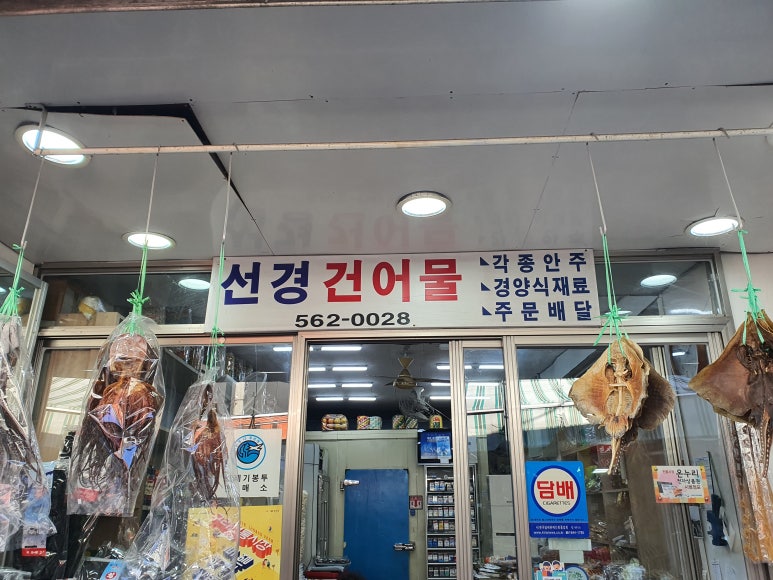 선경 건어물
562-0028
각종안주
경양식재료
주문배달
담배
CIGARETTES
온누리